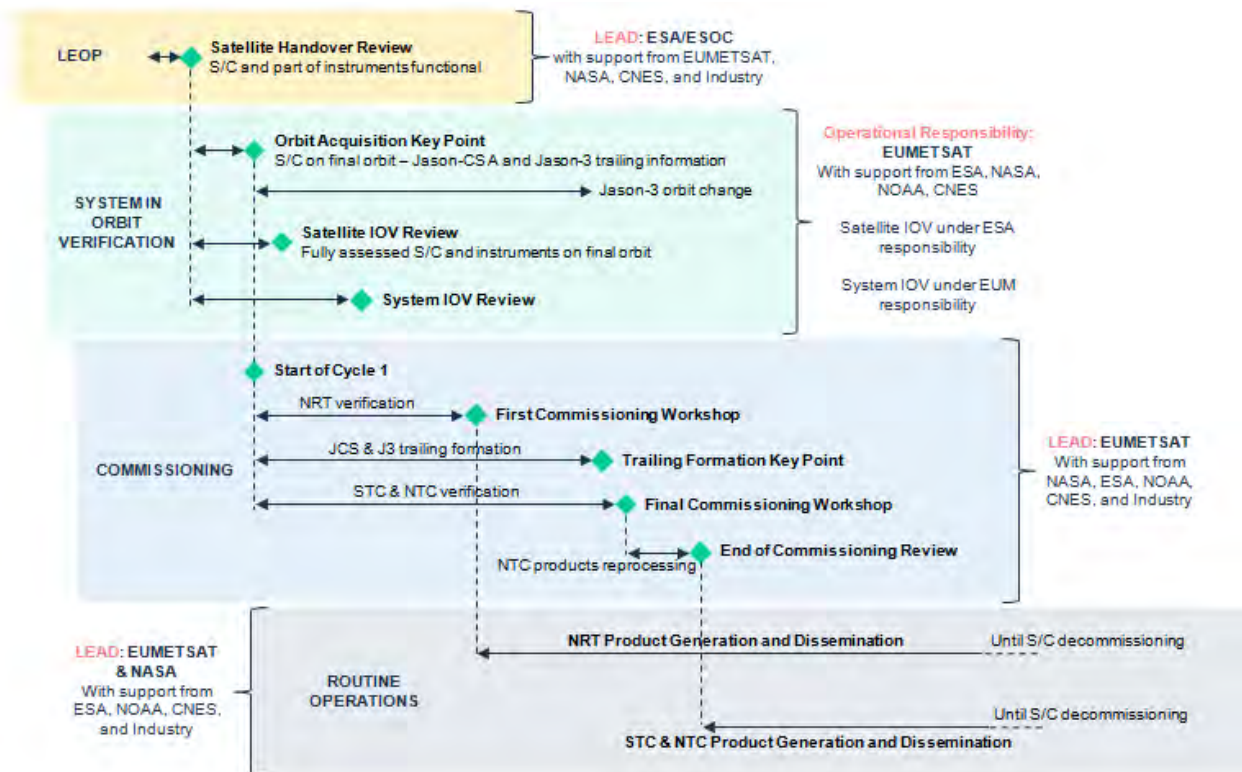 LEOP
Satellite Handover Review
S/C and part of instruments functional
LEAD: ESA/ESOC
with support from EUMETSAT,
NASA, CNES, and Industry
SYSTEM IN
ORBIT
VERIFICATION
Orbit Acquisition Key Point
S/C on final orbit – Jason-CSA and Jason-3 trailing information
Jason-3 orbit change
Satellite IOV Review
Fully assessed S/C and instruments on final orbit
System IOV Review
Operational Responsibility:
EUMETSAT
With support from ESA, NASA,
NOAA, CNES
Satellite IOV under ESA
responsibility
System IOV under EUM
responsibility
COMMISSIONING
Start of Cycle 1
NRT verification
First Commissioning Workshop
JCS & J3 trailing formation
Trailing Formation Key Point
STC & NTC verification
Final Commissioning Workshop
End of Commissioning Review
NTC products reprocessing
LEAD: EUMETSAT
With support from
NASA, ESA, NOAA,
CNES, and Industry
LEAD: EUMETSAT
& NASA
With support from
ESA, NOAA, CNES,
and Industry
ROUTINE
OPERATIONS
NRT Product Generation and Dissemination
Until S/C decommissioning
Until S/C decommissioning
STC & NTC Product Generation and Dissemination